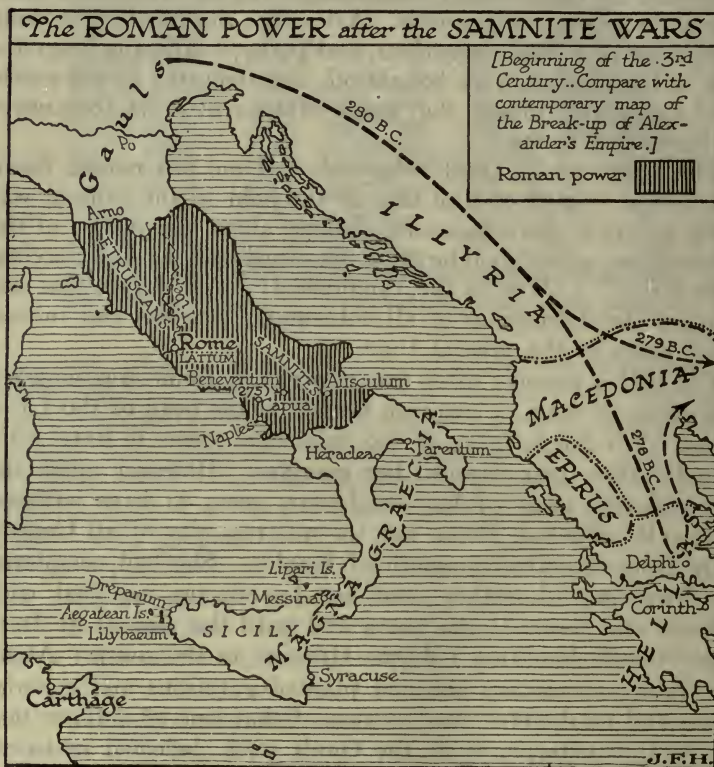 The ROMAN POWER after the SAMNITE WARS
[Beginning of the 3rd
Century..Compare with
contemporary map of
the Break-up of Alex-
ander's Empire.]
Roman power
Gauls
280 B.C.
Po
ILLYRIA
Arno
ETRUSCANS
Tiber
Rome
LATIUM
SAMNITES
Beneventum
(275)
Capua
Ausculum
Naples
Heraclea
Tarentum
279 B.C.
MACEDONIA
278 B.C.
EPIRUS
Delphi
Corinth
HELLAS
MAGNA GRAECIA
Lipari Is.
Messina
Drepanum
Aegatean Is.
Lilybaeum
SICILY
Syracuse
Carthage
J.F.H.